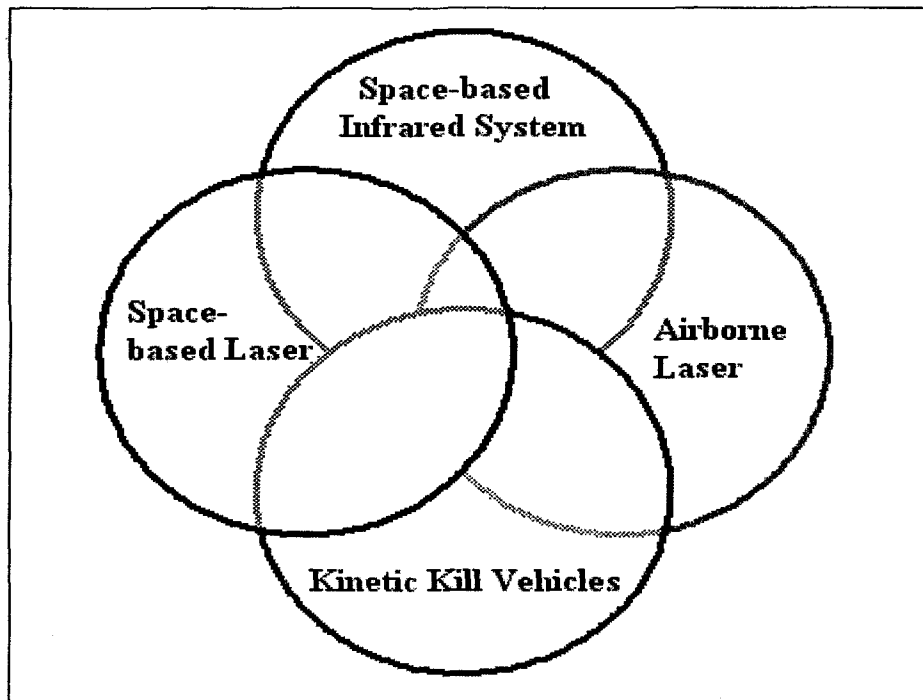 Space-based
Infrared System
Space-
based Laser
Airborne
Laser
Kinetic Kill Vehicles